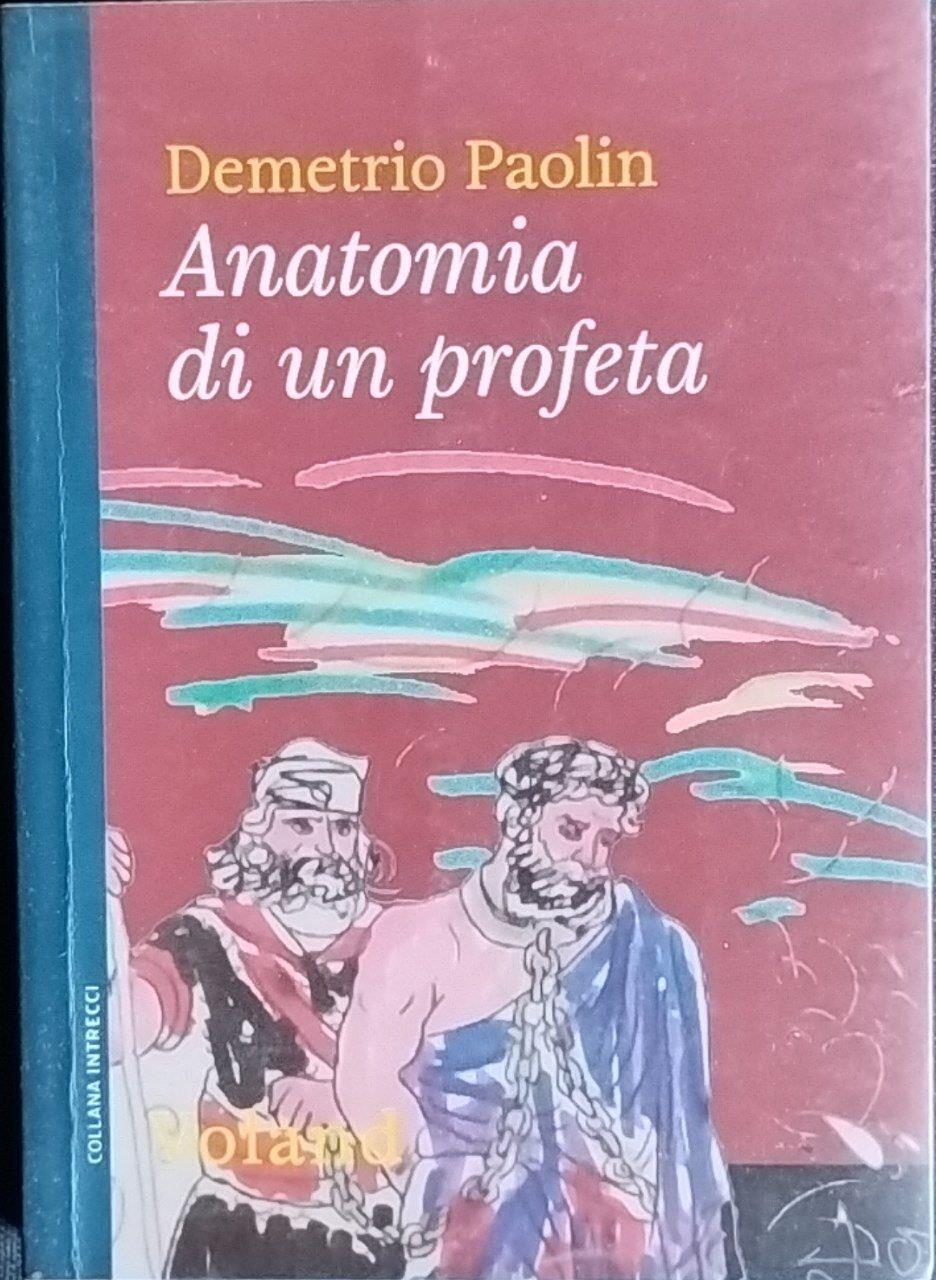 Demetrio Paolin
Anatomia
di un profeta
COLLANA INTRECCI
Voland